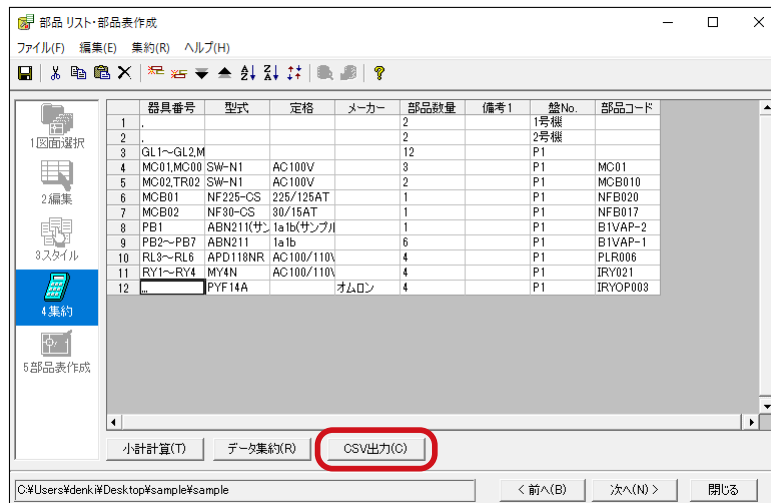 部品リスト・部品表作成
ファイル(F) 編集(E) 集約(R) ヘルプ(H)
1図面選択
2編集
3.スタイル
4.集約
5部品表作成
器具番号 型式 定格 メーカー 部品数量 備考1 盤No. 部品コード
1 . 2 1号機
2 . 2 2号機
3 GL1～GL2,M 12 P1
4 MC01,MC00 SW-N1 AC100V 3 P1 MC01
5 MC02,TR02 SW-N1 AC100V 2 P1 MCB010
6 MCB01 NF225-CS 225/125AT 1 P1 NFB020
7 MCB02 NF30-CS 30/15AT 1 P1 NFB017
8 PB1 ABN211(サン 1a1b(サンプル 1 P1 B1VAP-2
9 PB2～PB7 ABN211 1a1b 6 P1 B1VAP-1
10 RL3～RL6 APD118NR AC100/110V 4 P1 PLR006
11 RY1～RY4 MY4N AC100/110V 4 P1 IRY021
12 ... PYF14A オムロン 4 P1 IRYOP003
小計計算(T) データ集約(R) CSV出力(C)
C:¥Users¥denki¥Desktop¥sample¥sample
< 前へ(B) 次へ(N) > 閉じる